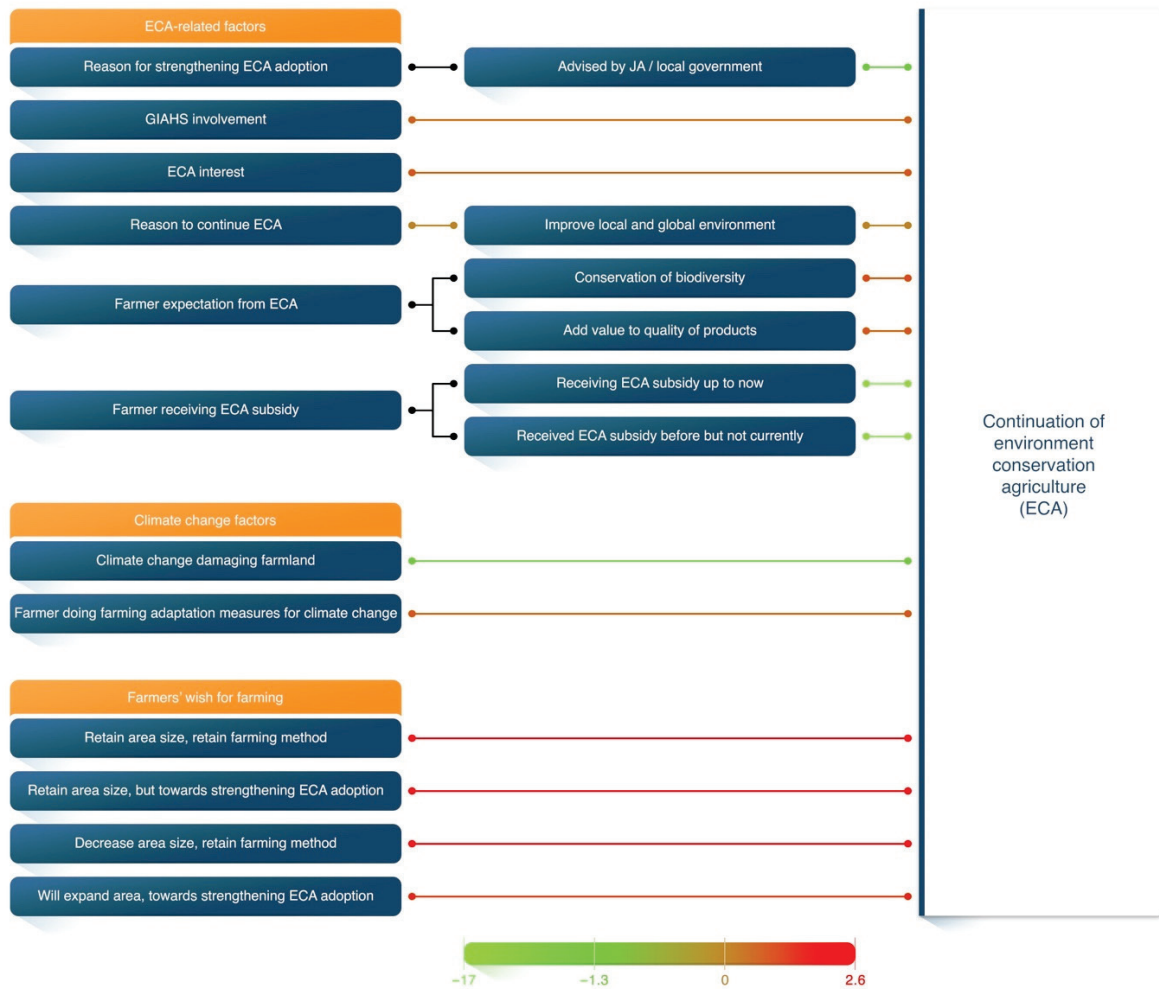 ECA-related factors
Reason for strengthening ECA adoption
Advised by JA / local government
GIAHS involvement
ECA interest
Reason to continue ECA
Improve local and global environment
Farmer expectation from ECA
Conservation of biodiversity
Add value to quality of products
Farmer receiving ECA subsidy
Receiving ECA subsidy up to now
Received ECA subsidy before but not currently
Climate change factors
Climate change damaging farmland
Farmer doing farming adaptation measures for climate change
Farmers' wish for farming
Retain area size, retain farming method
Retain area size, but towards strengthening ECA adoption
Decrease area size, retain farming method
Will expand area, towards strengthening ECA adoption
Continuation of
environment
conservation
agriculture
(ECA)
−17
−1.3
0
2.6